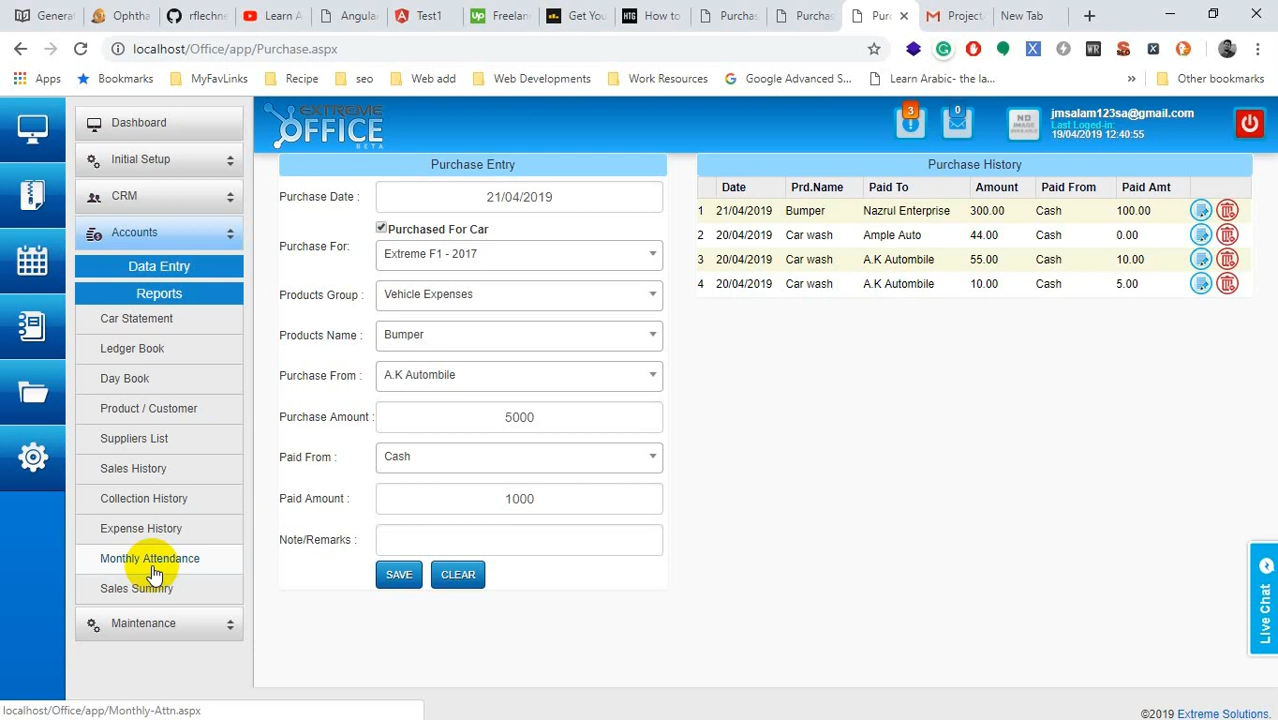 Genera
Ophtha
rflechne
Learn A
Angula
Test1
Freelan
Get You
How to
Purchas
Purchas
Purc
Project
New Tab
localhost/Office/app/Purchase.aspx
Apps Bookmarks MyFavLinks Recipe seo Web add Web Developments Work Resources Google Advanced S... Learn Arabic- the la... » Other bookmarks
Dashboard
Initial Setup
CRM
Accounts
Data Entry
Reports
Car Statement
Ledger Book
Day Book
Product / Customer
Suppliers List
Sales History
Collection History
Expense History
Monthly Attendance
Sales Summry
Maintenance
EXTREME
OFFICE
BETA
3
0
NO
IMAGE
jmsalam123sa@gmail.com
Last Loged-in:
19/04/2019 12:40:55
Purchase Entry
Purchase Date : 21/04/2019
Purchased For Car
Purchase For: Extreme F1 - 2017
Products Group : Vehicle Expenses
Products Name : Bumper
Purchase From : A.K Autombile
Purchase Amount : 5000
Paid From : Cash
Paid Amount : 1000
Note/Remarks :
SAVE CLEAR
Purchase History
Date Prd.Name Paid To Amount Paid From Paid Amt
1 21/04/2019 Bumper Nazrul Enterprise 300.00 Cash 100.00
2 20/04/2019 Car wash Ample Auto 44.00 Cash 0.00
3 20/04/2019 Car wash A.K Autombile 55.00 Cash 10.00
4 20/04/2019 Car wash A.K Autombile 10.00 Cash 5.00
Live Chat
localhost/Office/app/Monthly-Attn.aspx
©2019 Extreme Solutions.